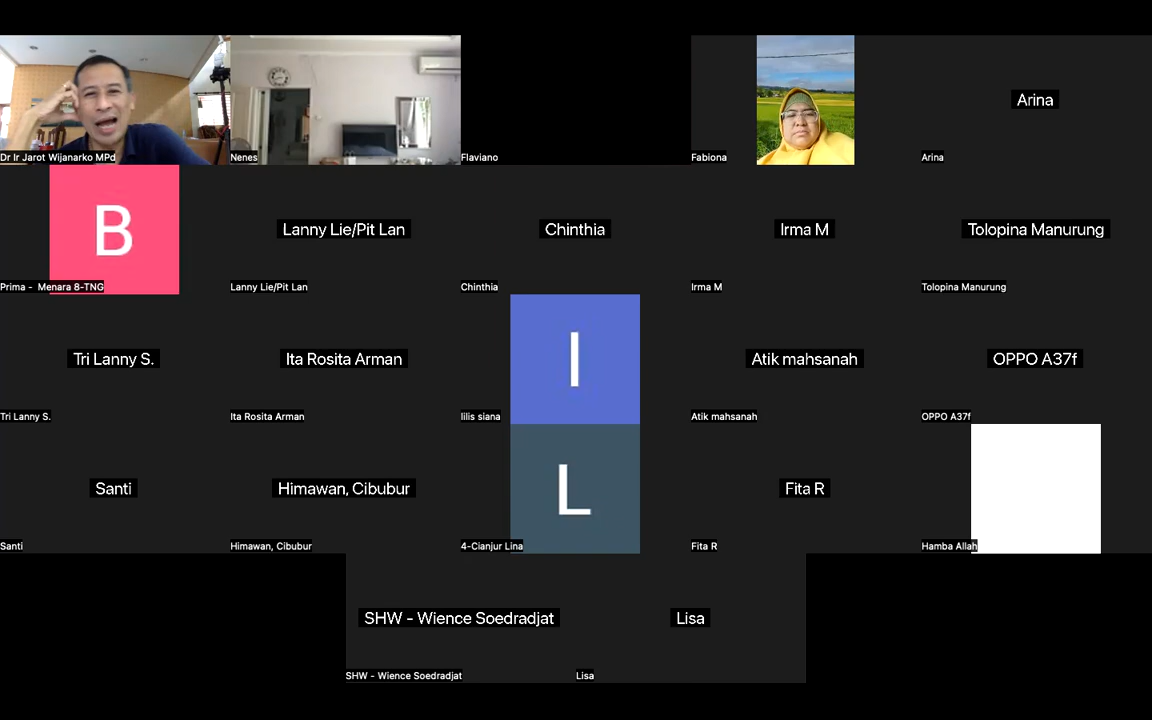 Arina
Dr Ir Jarot Wijanarko MPd
Nenes
Flaviano
Fabiona
Arina
B
Lanny Lie/Pit Lan
Chinthia
Irma M
Tolopina Manurung
Prima - Menara 8-TNG
Lanny Lie/Pit Lan
Chinthia
Irma M
Tolopina Manurung
Tri Lanny S.
Ita Rosita Arman
l
Atik mahsanah
OPPO A37f
Tri Lanny S.
Ita Rosita Arman
lilis siana
Atik mahsanah
OPPO A37f
Santi
Himawan, Cibubur
L
Fita R
Santi
Himawan, Cibubur
4-Cianjur Lina
Fita R
Hamba Allah
SHW - Wience Soedradjat
Lisa
SHW - Wience Soedradjat
Lisa